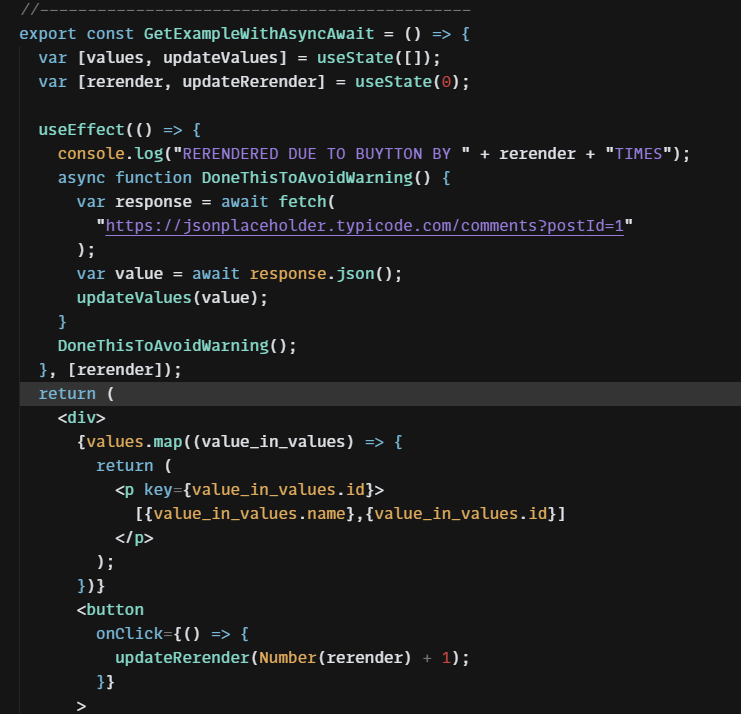 //---------------------------------------------
export const GetExampleWithAsyncAwait = () => {
  var [values, updateValues] = useState([]);
  var [rerender, updateRerender] = useState(0);

  useEffect(() => {
    console.log("RERENDERED DUE TO BUYTTON BY " + rerender + "TIMES");
    async function DoneThisToAvoidWarning() {
      var response = await fetch(
        "https://jsonplaceholder.typicode.com/comments?postId=1"
      );
      var value = await response.json();
      updateValues(value);
    }
    DoneThisToAvoidWarning();
  }, [rerender]);
  return (
    <div>
      {values.map((value_in_values) => {
        return (
          <p key={value_in_values.id}>
            [{value_in_values.name},{value_in_values.id}]
          </p>
        );
      })}
      <button
        onClick={() => {
          updateRerender(Number(rerender) + 1);
        }}
      >